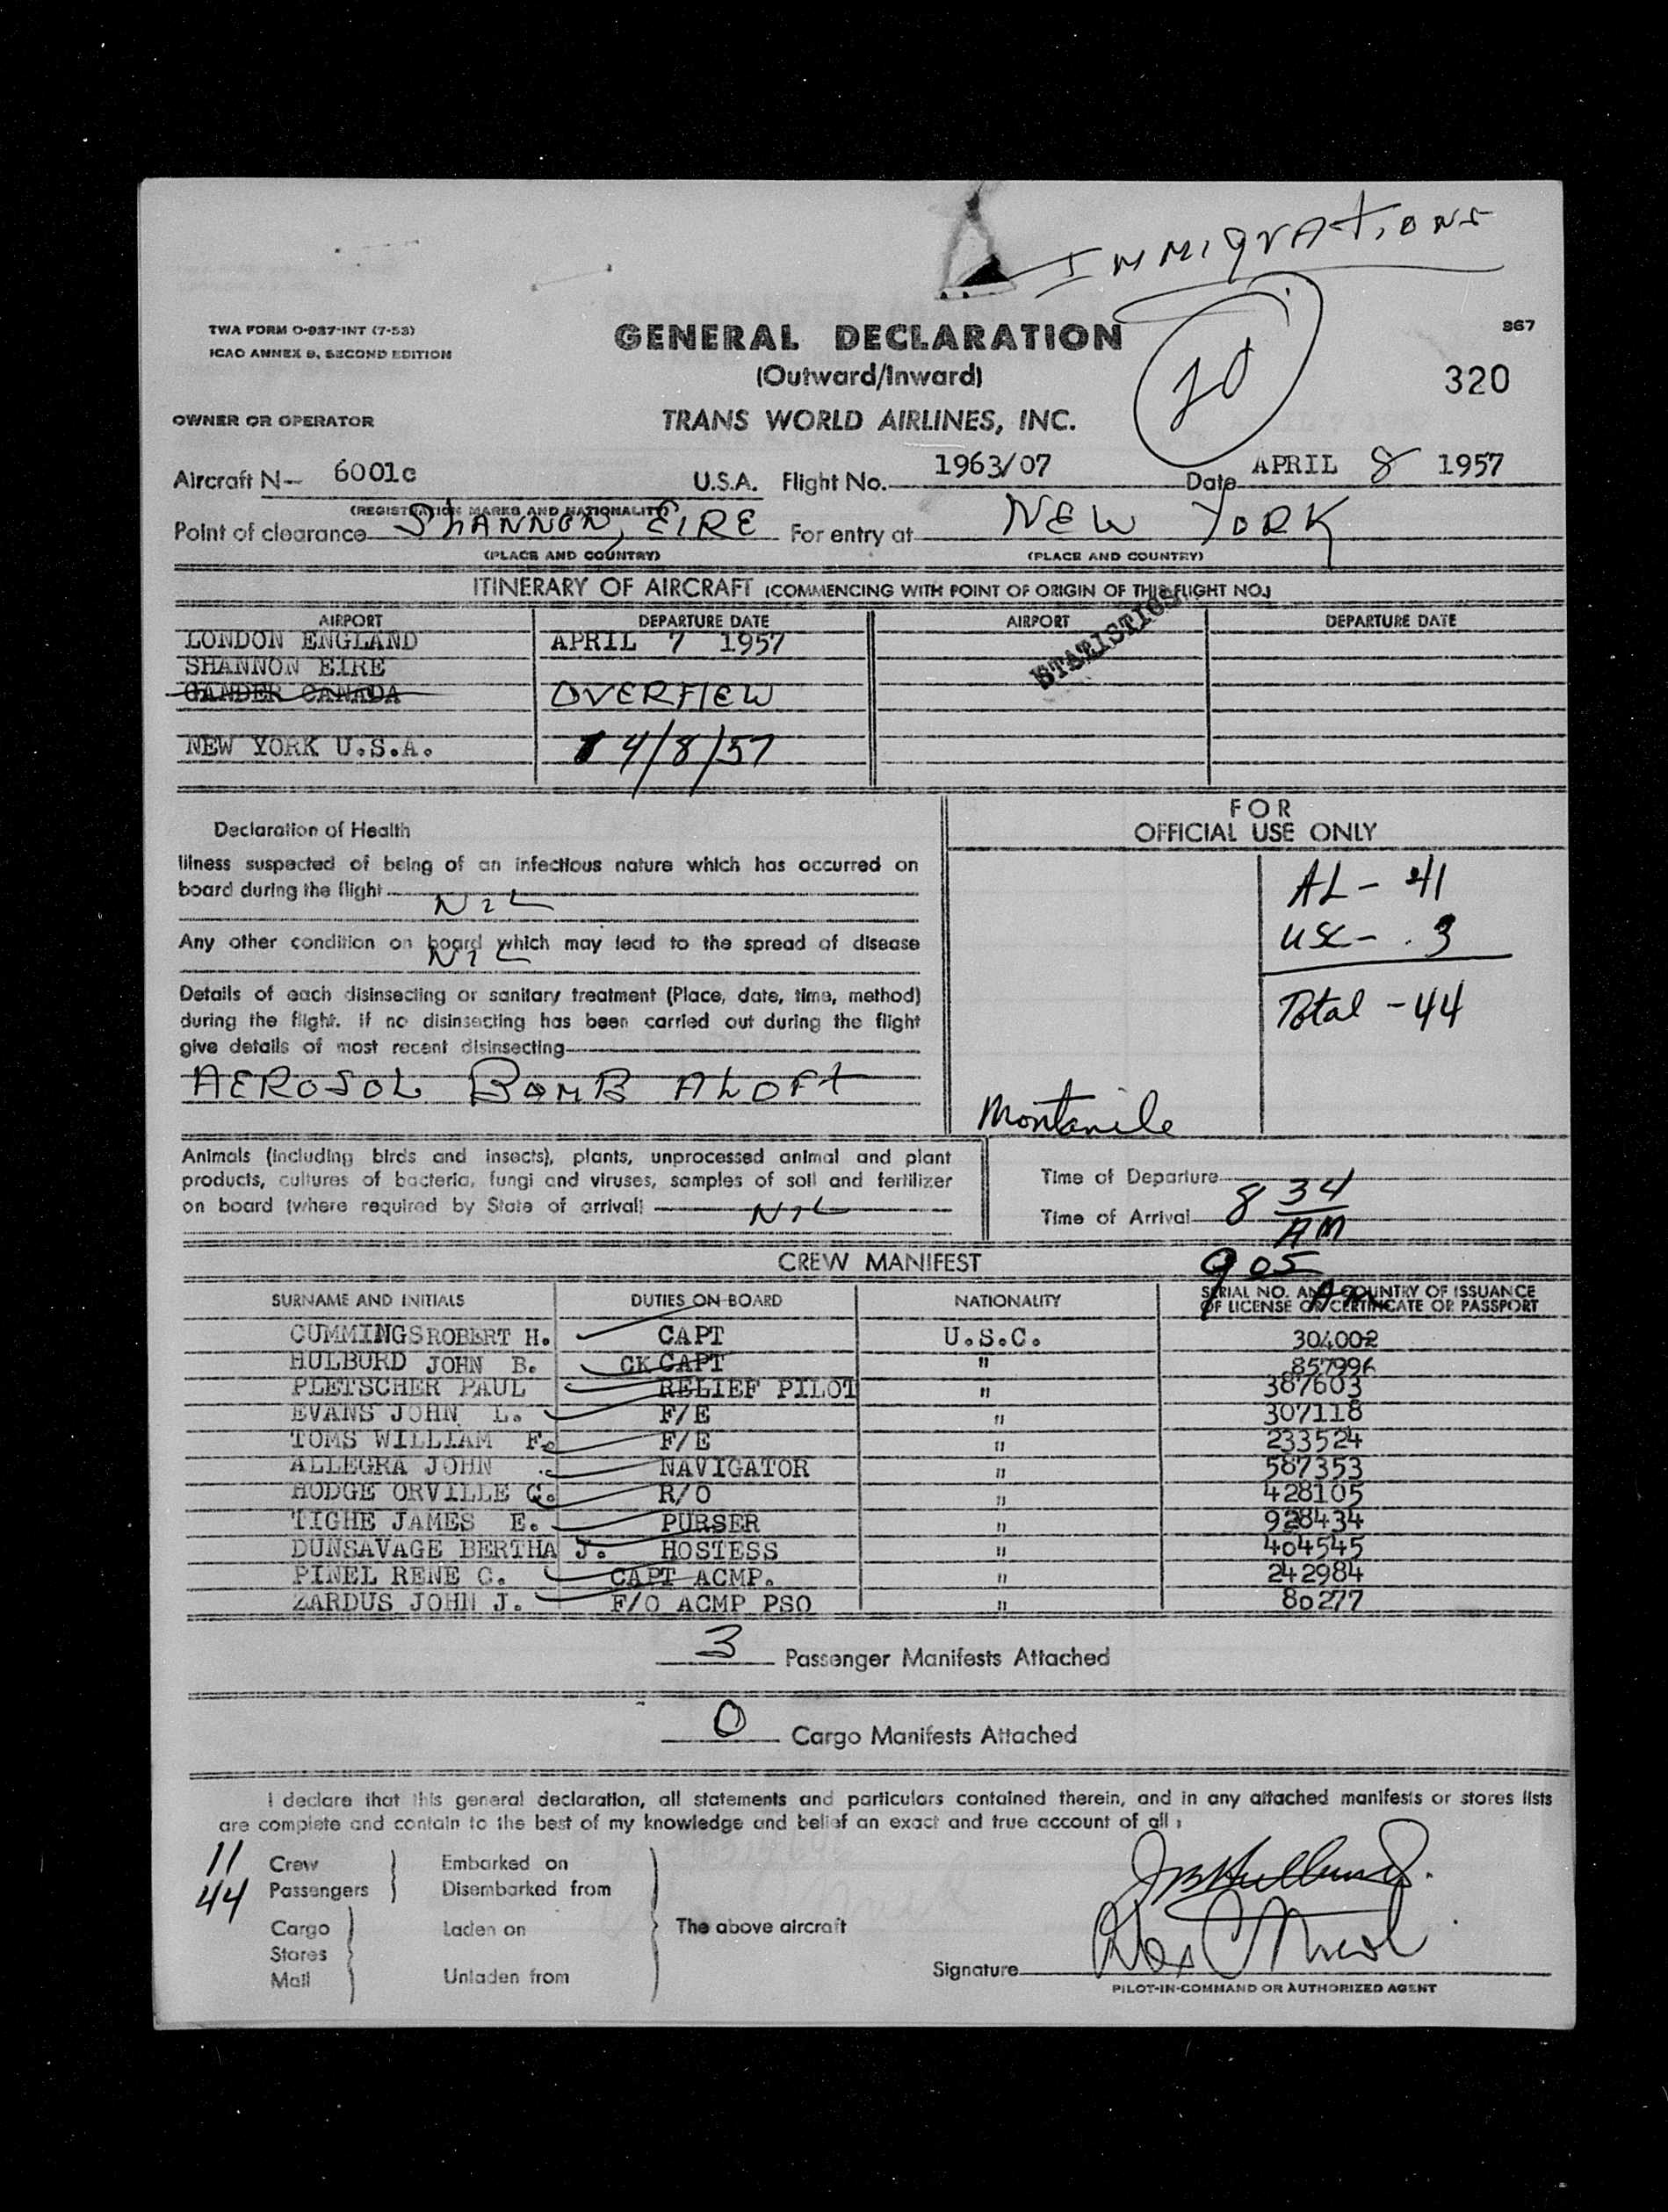 IMMIGRATIONS
TWA FORM O-937-INT (7-53)
ICAO ANNEX 9, SECOND EDITION
GENERAL DECLARATION
(Outward/Inward)
867
320
OWNER OR OPERATOR
TRANS WORLD AIRLINES, INC.
Aircraft N- 6001c U.S.A. Flight No. 1963/07 Date APRIL 8 1957
(REGISTRATION MARKS AND NATIONALITY)
Point of clearance SHANNON, EIRE For entry at NEW YORK
(PLACE AND COUNTRY) (PLACE AND COUNTRY)
ITINERARY OF AIRCRAFT (COMMENCING WITH POINT OF ORIGIN OF THIS FLIGHT NO.)
STATISTICS
AIRPORT DEPARTURE DATE AIRPORT DEPARTURE DATE
LONDON ENGLAND APRIL 7 1957
SHANNON EIRE
GANDER CANADA OVERFLEW
NEW YORK U.S.A. 4/8/57
Declaration of Health
Illness suspected of being of an infectious nature which has occurred on
board during the flight NIL
Any other condition on board which may lead to the spread of disease
NIL
Details of each disinsecting or sanitary treatment (Place, date, time, method)
during the flight. If no disinsecting has been carried out during the flight
give details of most recent disinsecting
AEROSOL BOMB ALOFT
FOR
OFFICIAL USE ONLY
AL - 41
USC - 3
Total - 44
Montanile
Animals (including birds and insects), plants, unprocessed animal and plant
products, cultures of bacteria, fungi and viruses, samples of soil and fertilizer
on board (where required by State of arrival) NIL
Time of Departure
Time of Arrival 8 34 AM
905
CREW MANIFEST
SURNAME AND INITIALS DUTIES ON BOARD NATIONALITY SERIAL NO. AND COUNTRY OF ISSUANCE
OF LICENSE OR CERTIFICATE OR PASSPORT
CUMMINGS ROBERT H. CAPT U.S.C. 304002
HULBURD JOHN B. CK CAPT " 857996
PLETSCHER PAUL RELIEF PILOT " 387603
EVANS JOHN L. F/E " 307118
TOMS WILLIAM F. F/E " 233524
ALLEGRA JOHN NAVIGATOR " 587353
HODGE ORVILLE C. R/O " 428105
TIGHE JAMES E. PURSER " 928434
DUNSAVAGE BERTHA J. HOSTESS " 404545
PINEL RENE C. CAPT ACMP. " 242984
ZARDUS JOHN J. F/O ACMP PSO " 80277
3 Passenger Manifests Attached
0 Cargo Manifests Attached
I declare that this general declaration, all statements and particulars contained therein, and in any attached manifests or stores lists
are complete and contain to the best of my knowledge and belief an exact and true account of all :
11 Crew Embarked on
44 Passengers Disembarked from
Cargo Laden on The above aircraft
Stores
Mail Unladen from
JB Hulburd.
Signature
PILOT-IN-COMMAND OR AUTHORIZED AGENT